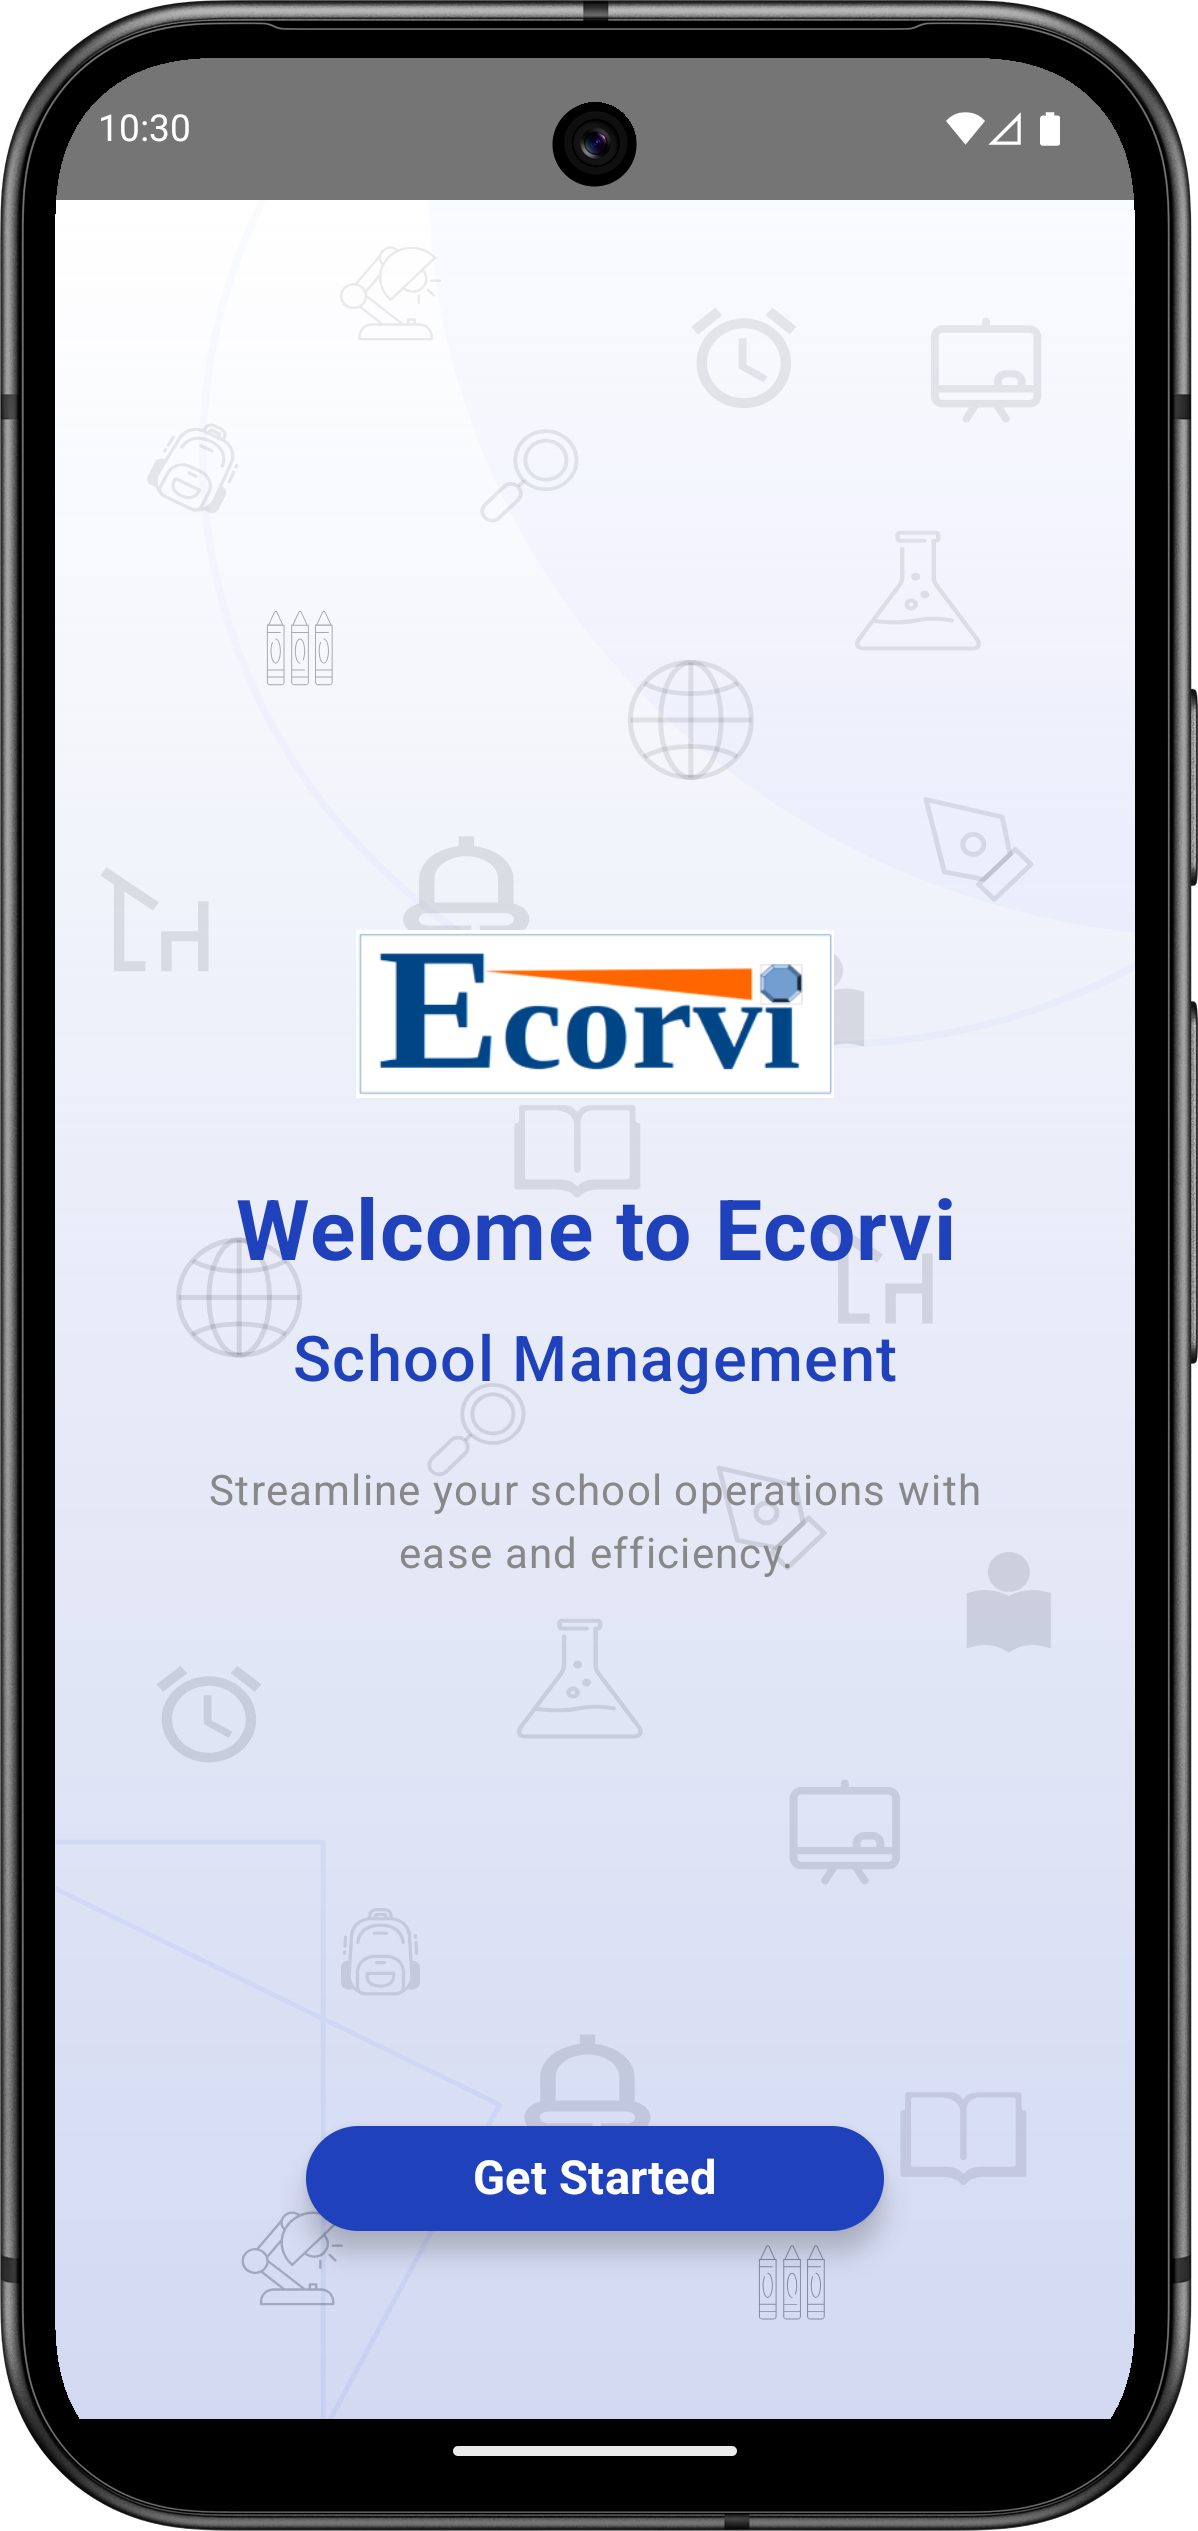 10:30
Ecorvi
Welcome to Ecorvi
School Management
Streamline your school operations with
ease and efficiency.
Get Started